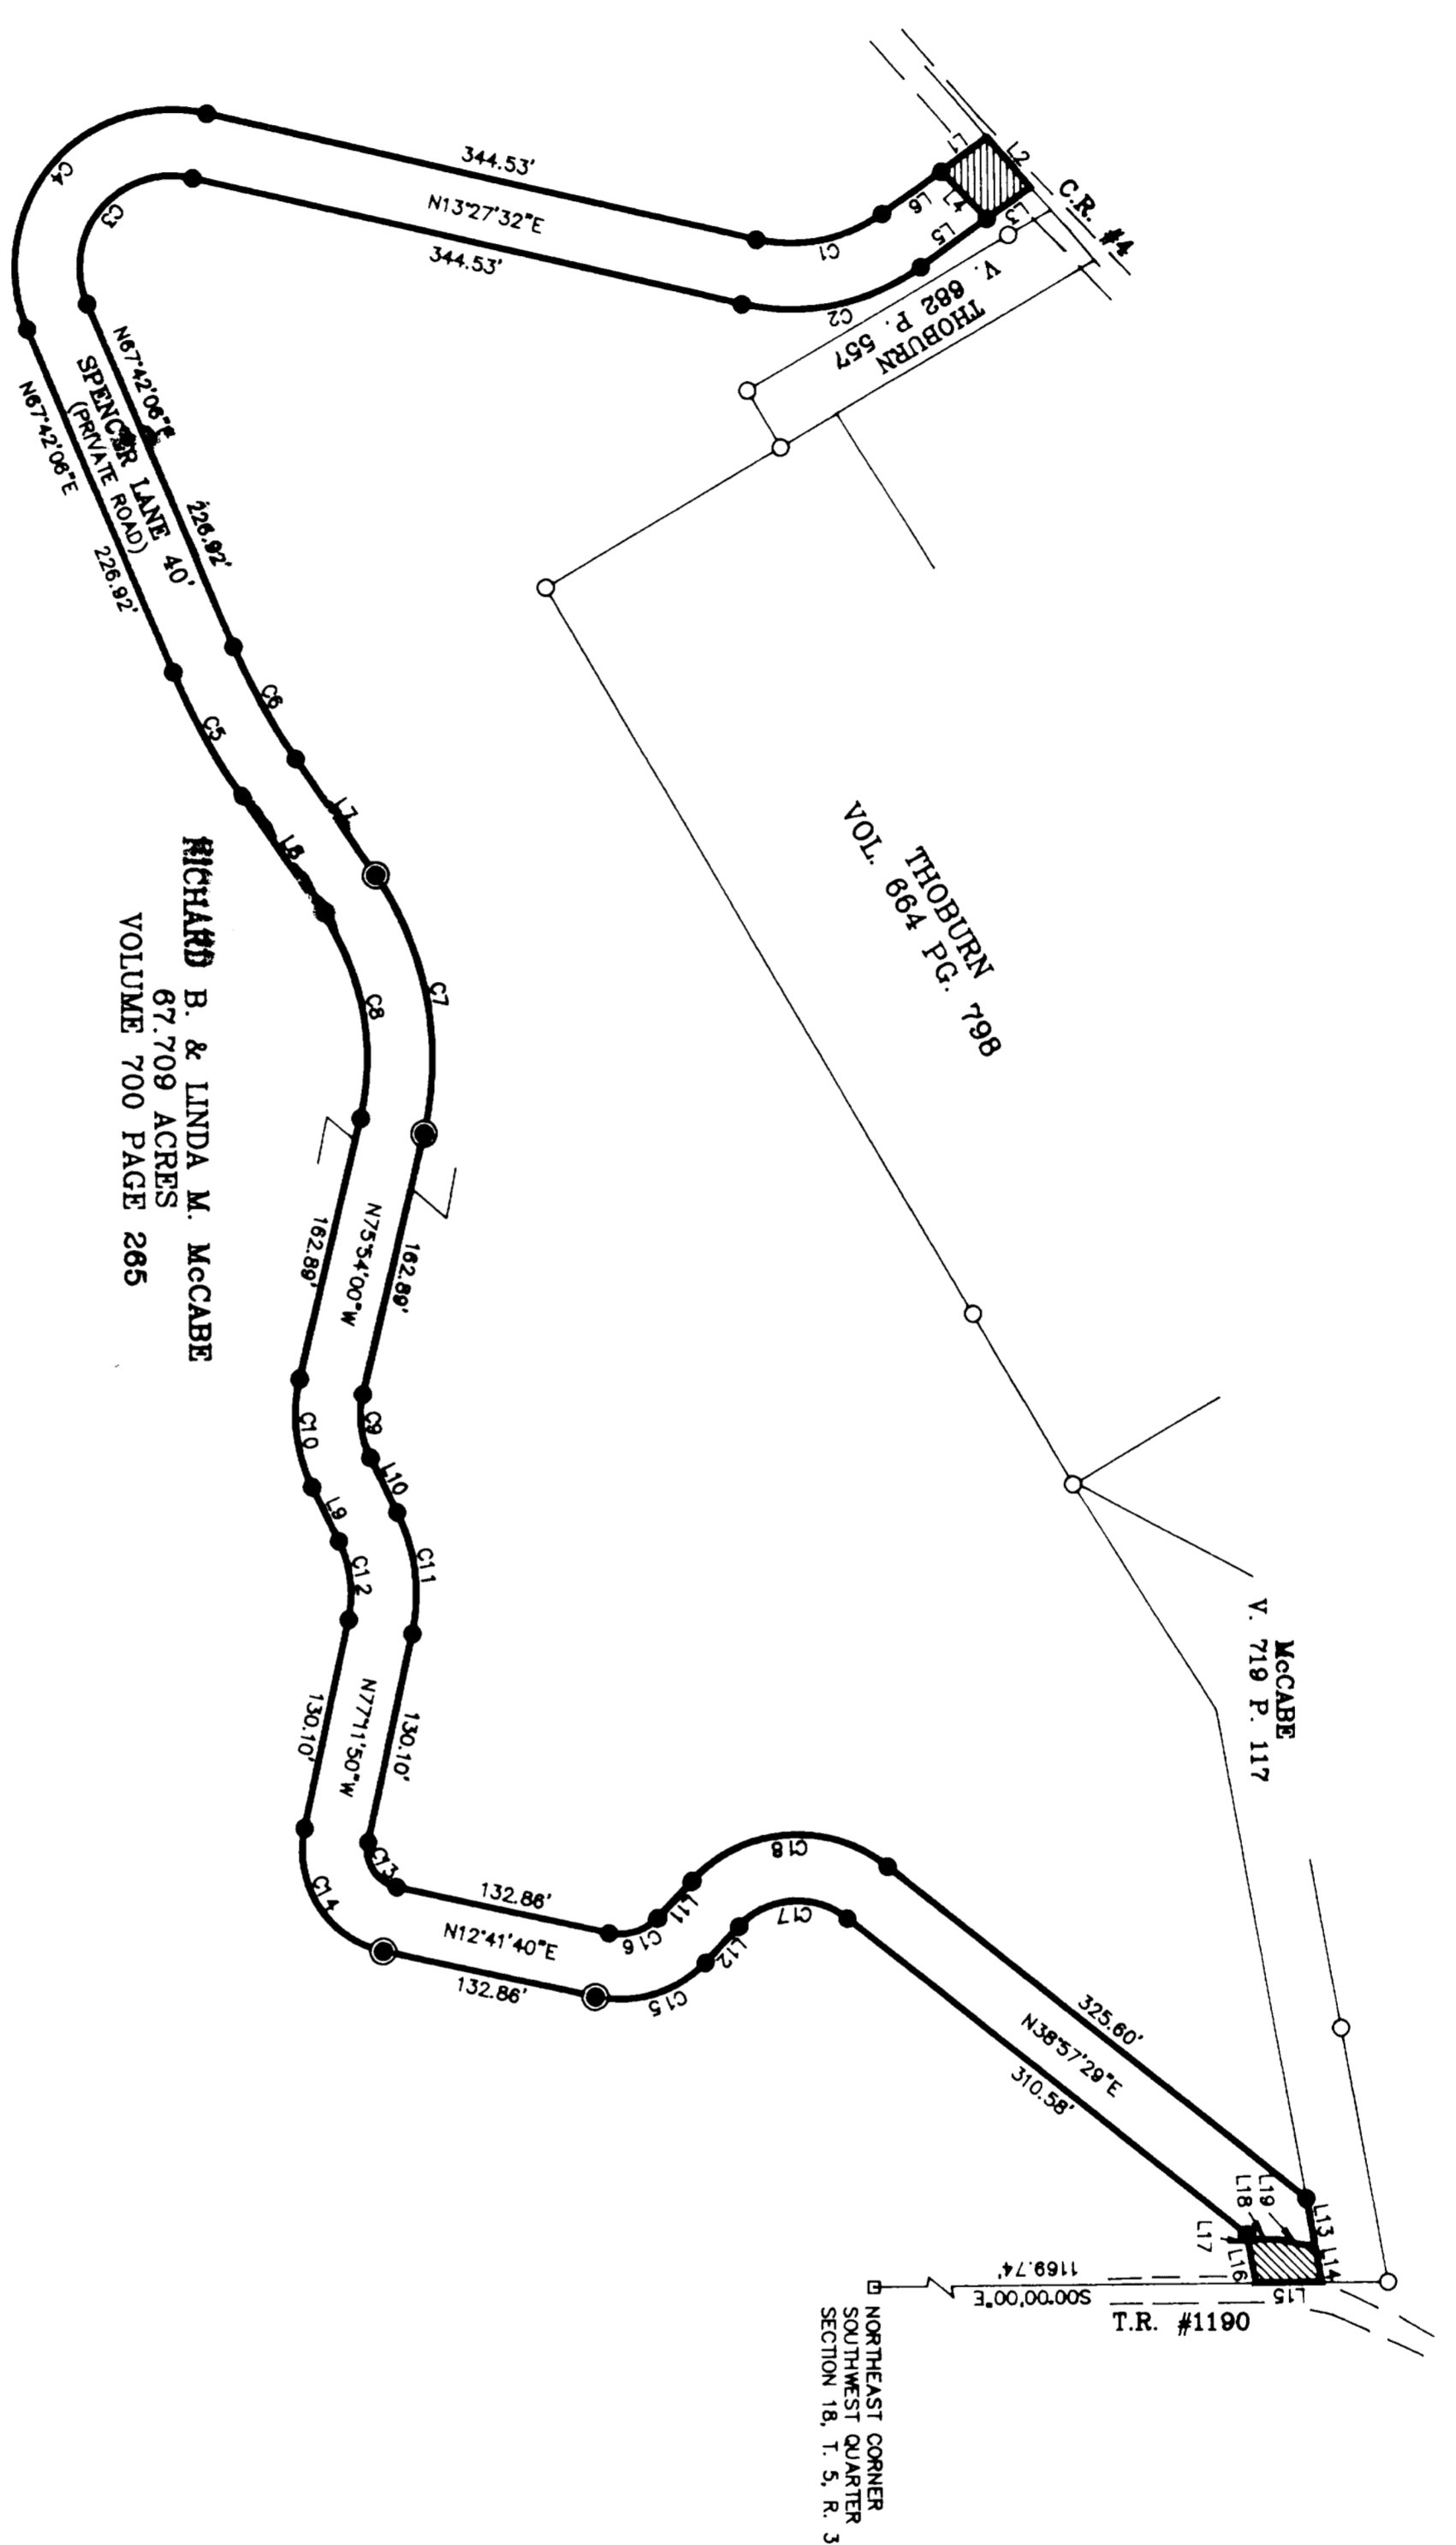 C.R. #4
L1
L2
L3
L4
L5
L6
THOBURN
V. 682 P. 557
C1
C2
344.53'
N13°27'32"E
344.53'
C3
C4
N67°42'06"E
226.92'
SPENCER LANE 40'
(PRIVATE ROAD)
N67°42'06"E
226.92'
C6
C5
L7
L8
THOBURN
VOL. 664 PG. 798
RICHARD B. & LINDA M. McCABE
67.709 ACRES
VOLUME 700 PAGE 265
C7
C8
162.89'
N75°54'00"W
162.89'
C9
C10
L10
L9
C11
C12
McCABE
V. 719 P. 117
130.10'
N77°11'50"W
130.10'
C13
C14
132.86'
N12°41'40"E
132.86'
C16
C15
L11
L12
C18
C17
325.60'
N38°57'29"E
310.58'
L13
L14
L15
L16
L17
L18
L19
1169.74'
S00°00'00"E
T.R. #1190
NORTHEAST CORNER
SOUTHWEST QUARTER
SECTION 18, T. 5, R. 3